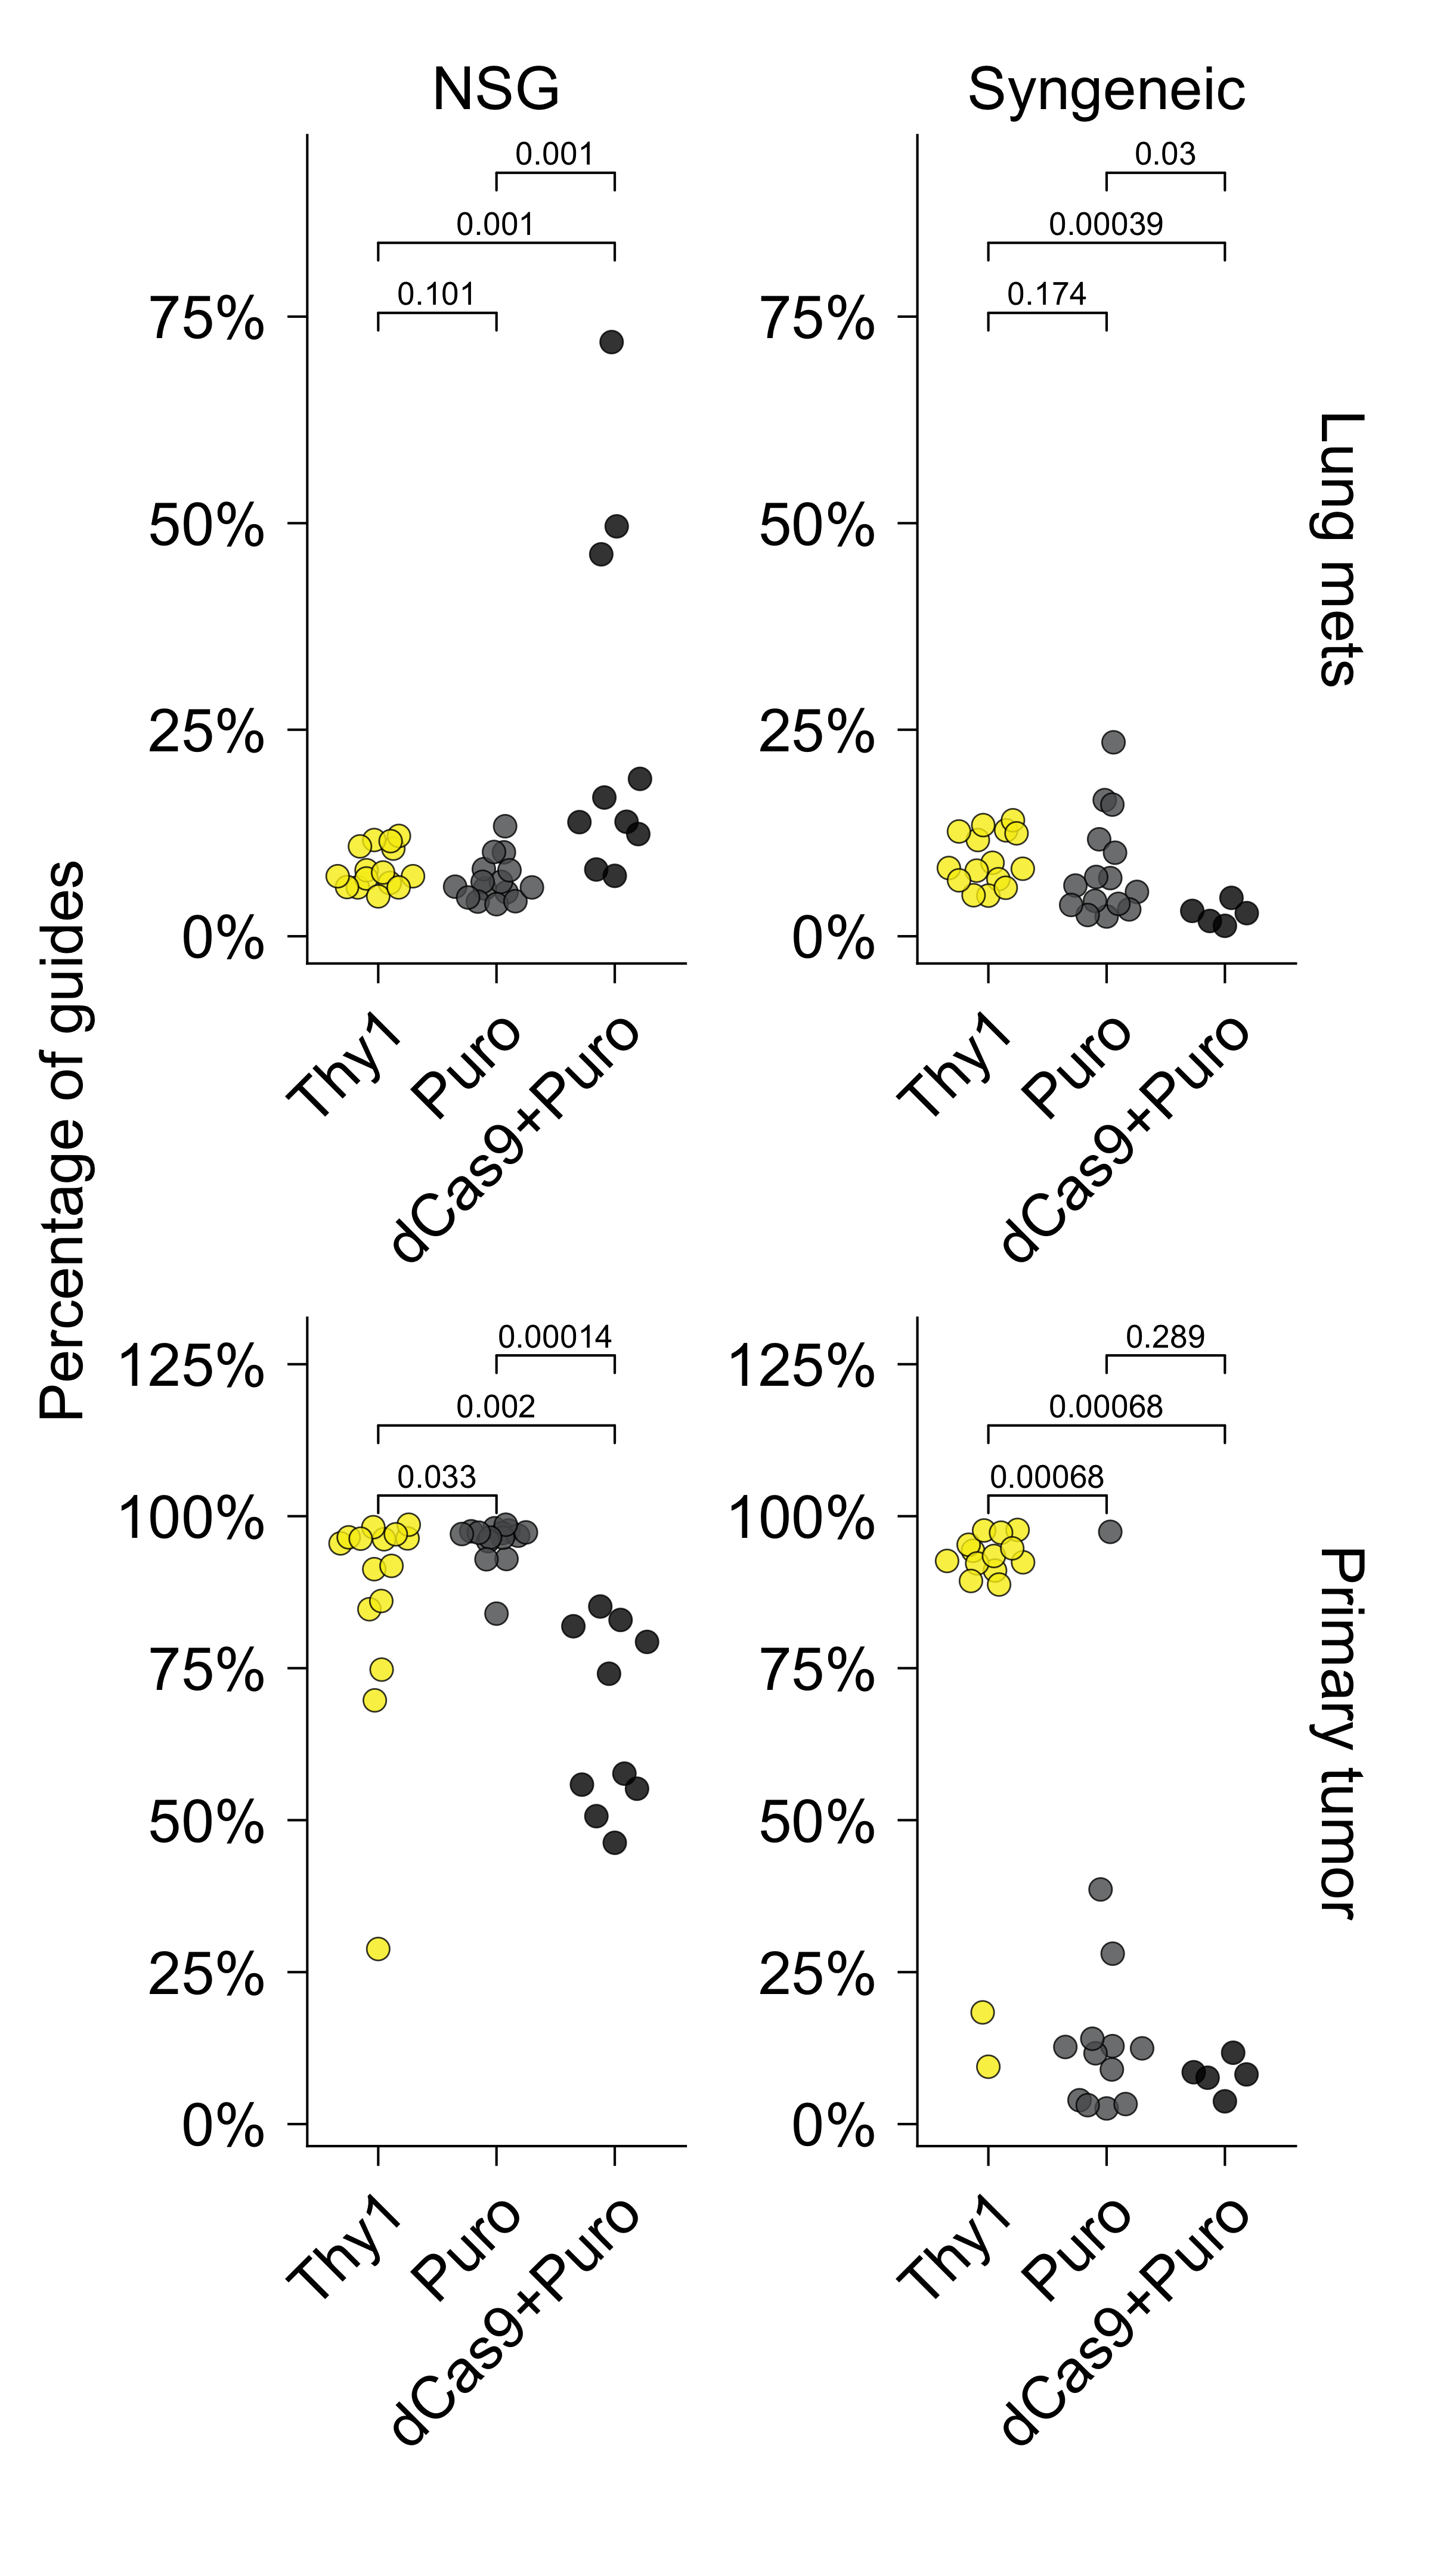 NSG
Syngeneic
0.001
0.001
0.101
0.03
0.00039
0.174
75%
50%
25%
0%
75%
50%
25%
0%
Thy1
Puro
dCas9+Puro
Thy1
Puro
dCas9+Puro
Lung mets
Percentage of guides
0.00014
0.002
0.033
0.289
0.00068
0.00068
125%
100%
75%
50%
25%
0%
125%
100%
75%
50%
25%
0%
Thy1
Puro
dCas9+Puro
Thy1
Puro
dCas9+Puro
Primary tumor